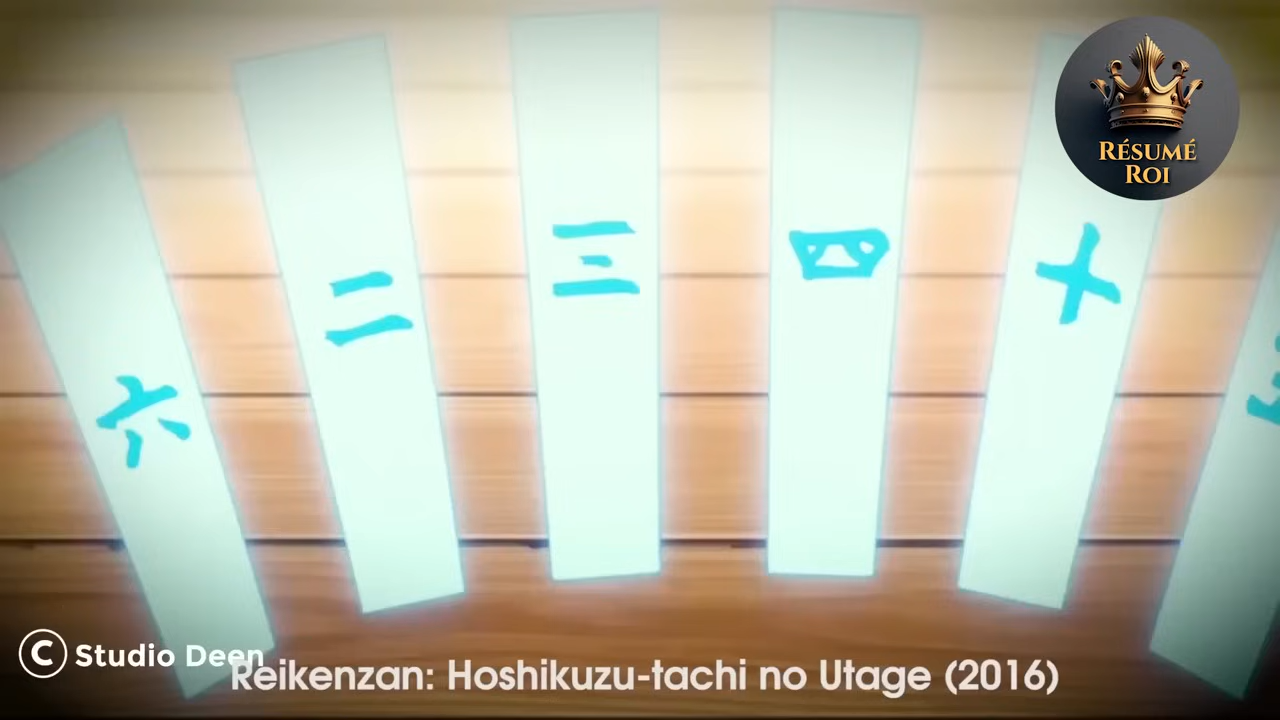 RÉSUMÉ
ROI
六
二
三
四
十
C Studio Deen
Reikenzan: Hoshikuzu-tachi no Utage (2016)